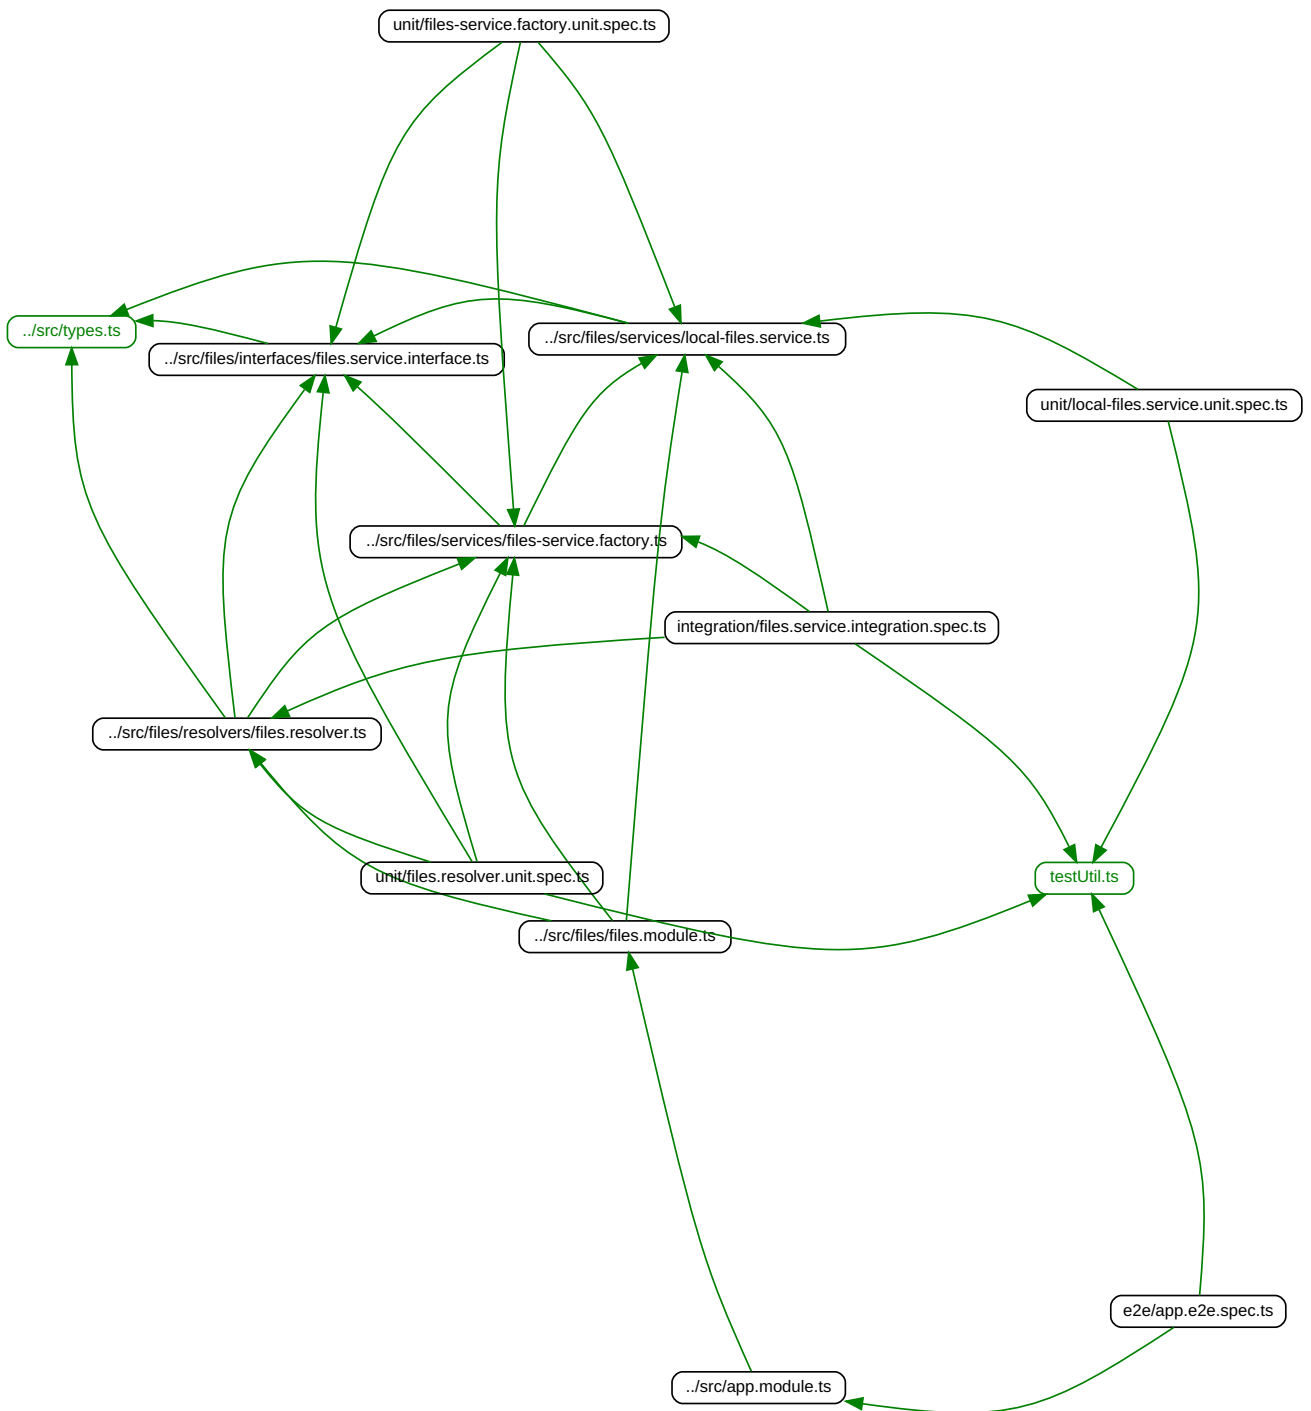 unit/files-service.factory.unit.spec.ts
../src/types.ts
../src/files/services/local-files.service.ts
../src/files/interfaces/files.service.interface.ts
unit/local-files.service.unit.spec.ts
../src/files/services/files-service.factory.ts
integration/files.service.integration.spec.ts
../src/files/resolvers/files.resolver.ts
unit/files.resolver.unit.spec.ts
testUtil.ts
../src/files/files.module.ts
e2e/app.e2e.spec.ts
../src/app.module.ts